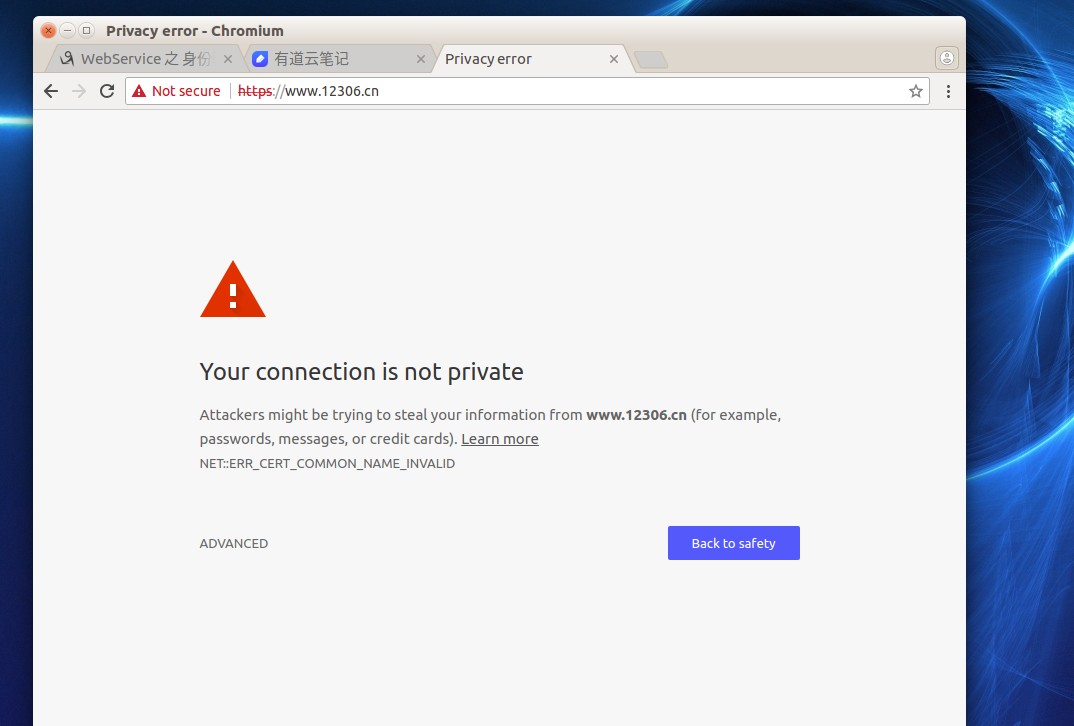 Privacy error - Chromium
WebService 之 身份
有道云笔记
Privacy error
Not secure
https://www.12306.cn
Your connection is not private
Attackers might be trying to steal your information from www.12306.cn (for example,
passwords, messages, or credit cards). Learn more
NET::ERR_CERT_COMMON_NAME_INVALID
ADVANCED
Back to safety